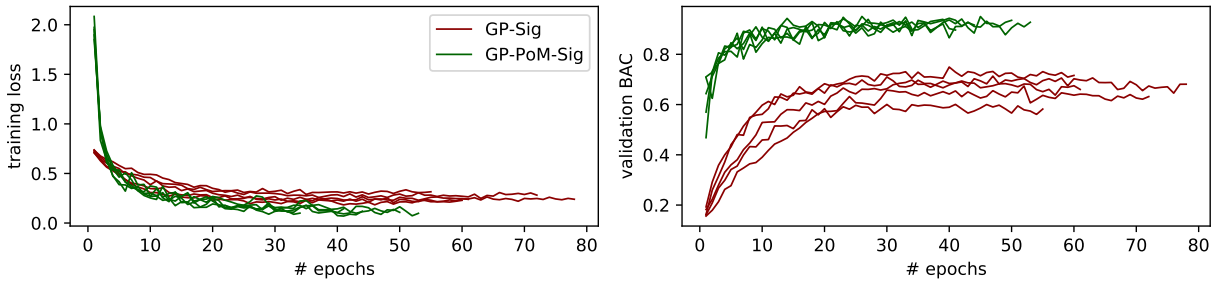 training loss
2.0
1.5
1.0
0.5
0.0
GP-Sig
GP-PoM-Sig
0 10 20 30 40 50 60 70 80
# epochs
validation BAC
0.8
0.6
0.4
0.2
0 10 20 30 40 50 60 70 80
# epochs